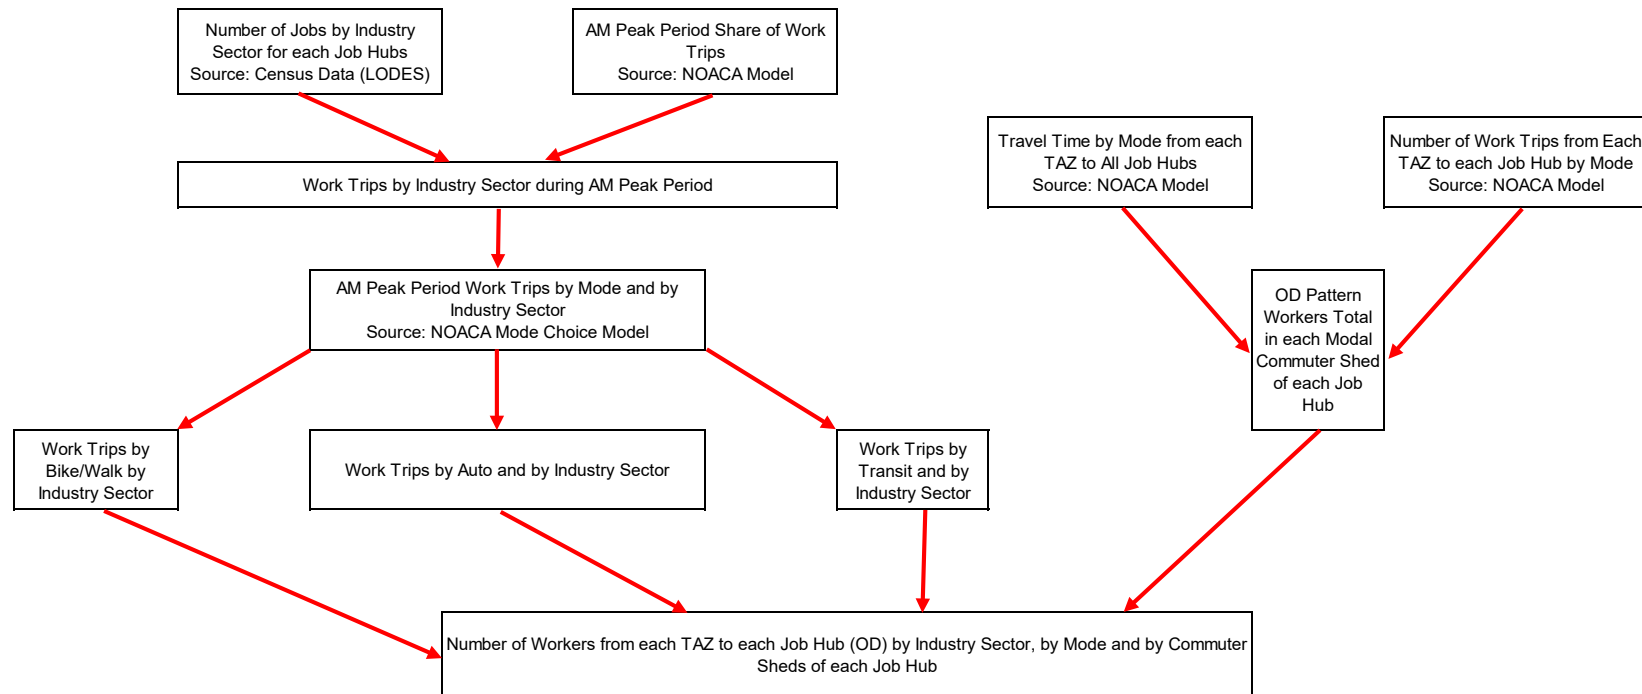 Number of Jobs by Industry
Sector for each Job Hubs
Source: Census Data (LODES)
AM Peak Period Share of Work
Trips
Source: NOACA Model
Travel Time by Mode from each
TAZ to All Job Hubs
Source: NOACA Model
Number of Work Trips from Each
TAZ to each Job Hub by Mode
Source: NOACA Model
Work Trips by Industry Sector during AM Peak Period
AM Peak Period Work Trips by Mode and by
Industry Sector
Source: NOACA Mode Choice Model
OD Pattern
Workers Total
in each Modal
Commuter Shed
of each Job
Hub
Work Trips by
Bike/Walk by
Industry Sector
Work Trips by Auto and by Industry Sector
Work Trips by
Transit and by
Industry Sector
Number of Workers from each TAZ to each Job Hub (OD) by Industry Sector, by Mode and by Commuter
Sheds of each Job Hub